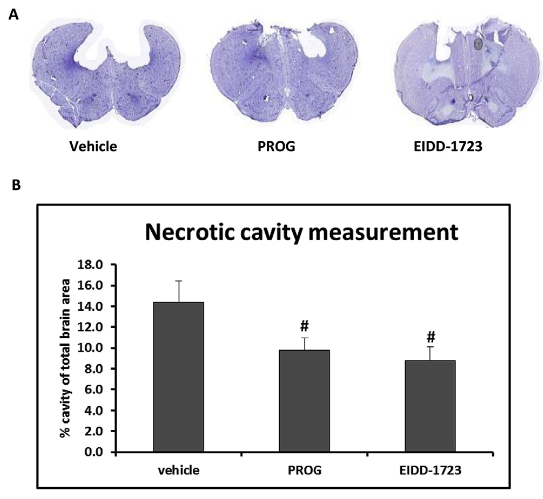 A
Vehicle
PROG
EIDD-1723
B
Necrotic cavity measurement
% cavity of total brain area
18.0
16.0
14.0
12.0
10.0
8.0
6.0
4.0
2.0
0.0
#
#
vehicle
PROG
EIDD-1723